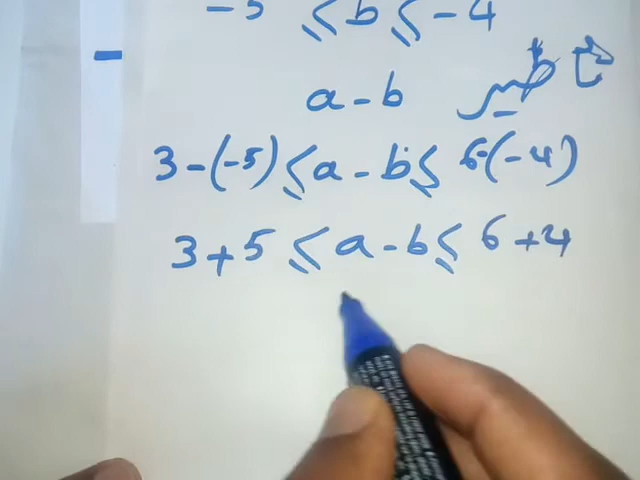 -5 ≤ b ≤ -4
a - b
3 - (-5) ≤ a - b ≤ 6 - (-4)
3 + 5 ≤ a - b ≤ 6 + 4